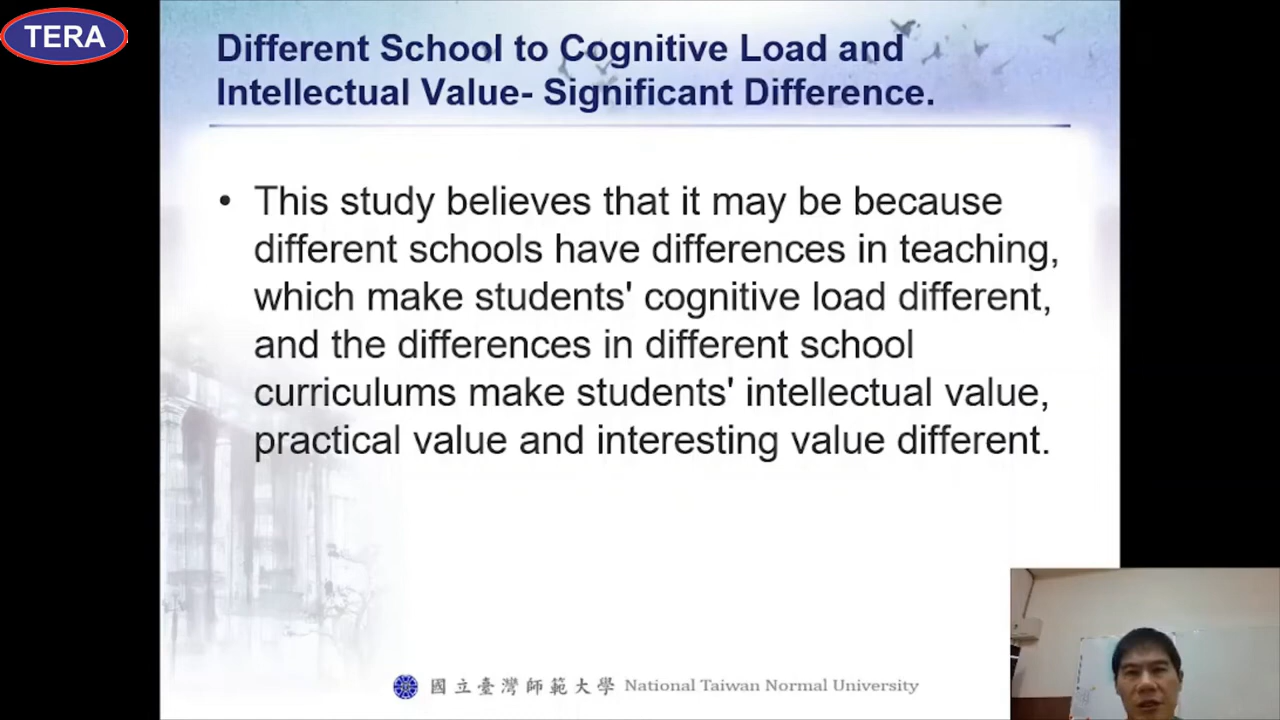 TERA
Different School to Cognitive Load and
Intellectual Value- Significant Difference.
• This study believes that it may be because
different schools have differences in teaching,
which make students' cognitive load different,
and the differences in different school
curriculums make students' intellectual value,
practical value and interesting value different.
國立臺灣師範大學 National Taiwan Normal University